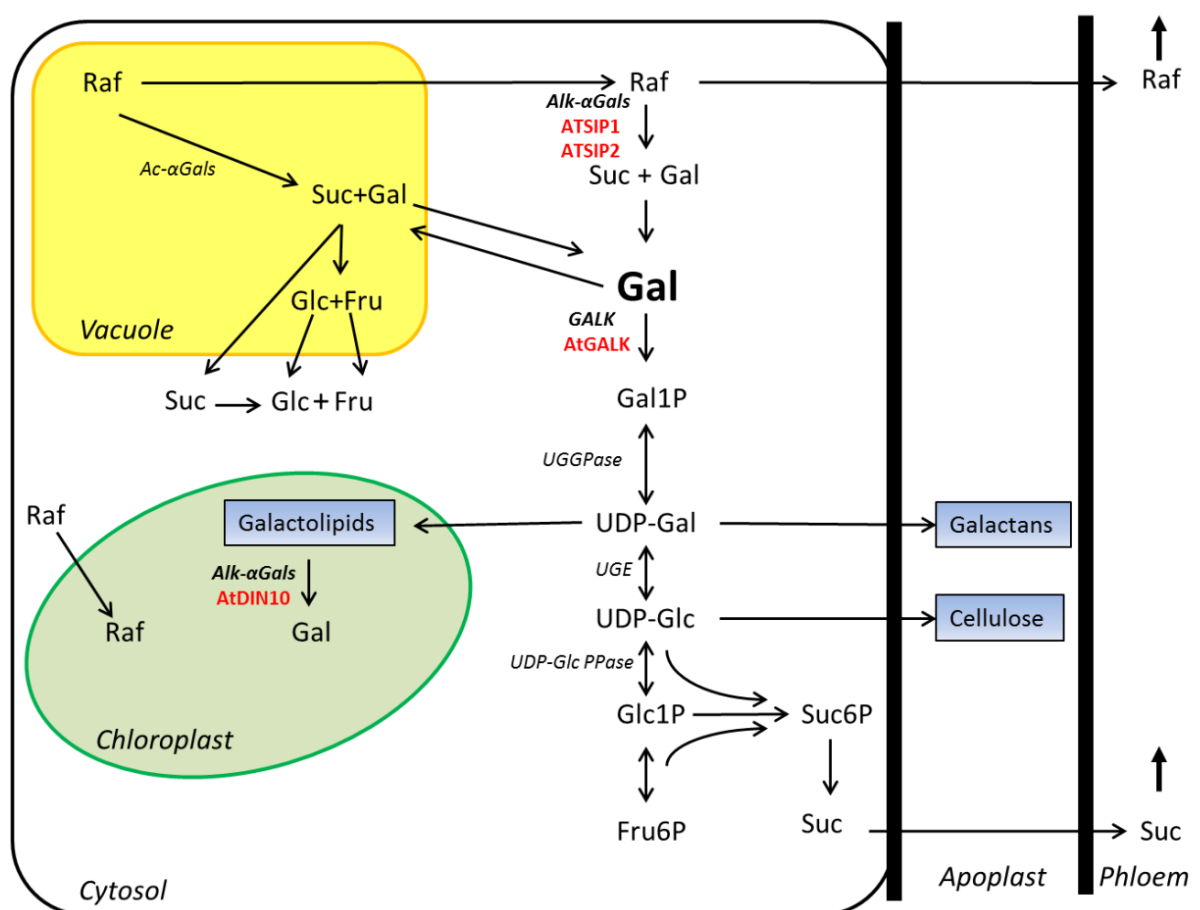 Raf
Raf
Raf
Alk-αGals
ATSIP1
ATSIP2
Ac-αGals
Suc + Gal
Suc+Gal
Gal
Glc+Fru
GALK
AtGALK
Vacuole
Suc
Glc+Fru
Gal1P
UGGPase
Raf
Galactolipids
UDP-Gal
Galactans
Alk-αGals
AtDIN10
UGE
Raf
Gal
UDP-Glc
Cellulose
UDP-Glc PPase
Glc1P
Suc6P
Chloroplast
Fru6P
Suc
Suc
Cytosol
Apoplast
Phloem